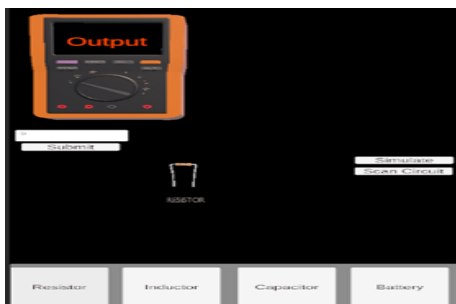 Output
Submit
Simulate
Scan Circuit
RESISTOR
Resistor
Inductor
Capacitor
Battery